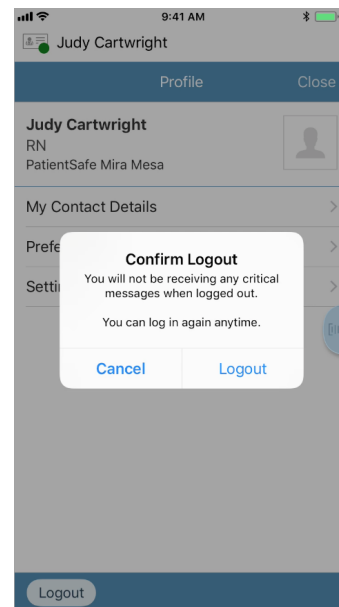 9:41 AM
Judy Cartwright
Profile Close
Judy Cartwright
RN
PatientSafe Mira Mesa
My Contact Details
Prefe
Settin
Confirm Logout
You will not be receiving any critical
messages when logged out.
You can log in again anytime.
Cancel Logout
Logout